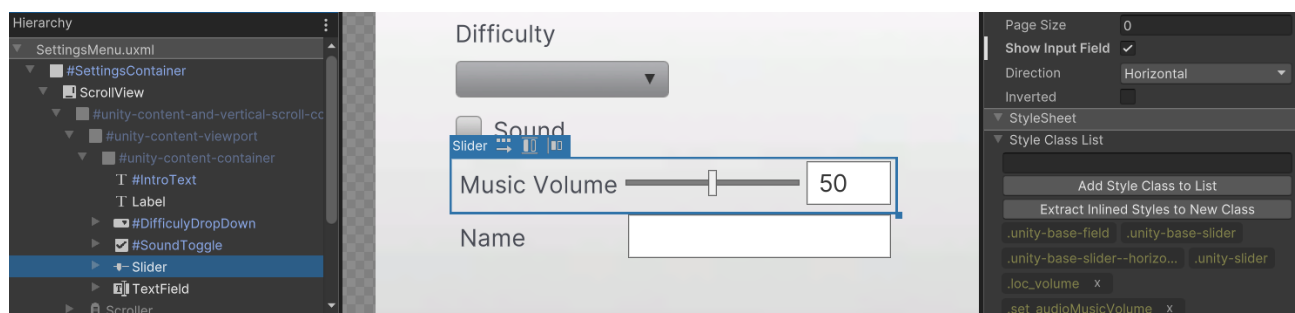 Hierarchy
SettingsMenu.uxml
#SettingsContainer
ScrollView
#unity-content-and-vertical-scroll-cc
#unity-content-viewport
#unity-content-container
#IntroText
Label
#DifficulyDropDown
#SoundToggle
Slider
TextField
Scroller
Difficulty
Sound
Slider
Music Volume
50
Name
Page Size
0
Show Input Field
Direction
Horizontal
Inverted
StyleSheet
Style Class List
Add Style Class to List
Extract Inlined Styles to New Class
.unity-base-field .unity-base-slider
.unity-base-slider--horizo... .unity-slider
.loc_volume x
.set_audioMusicVolume x